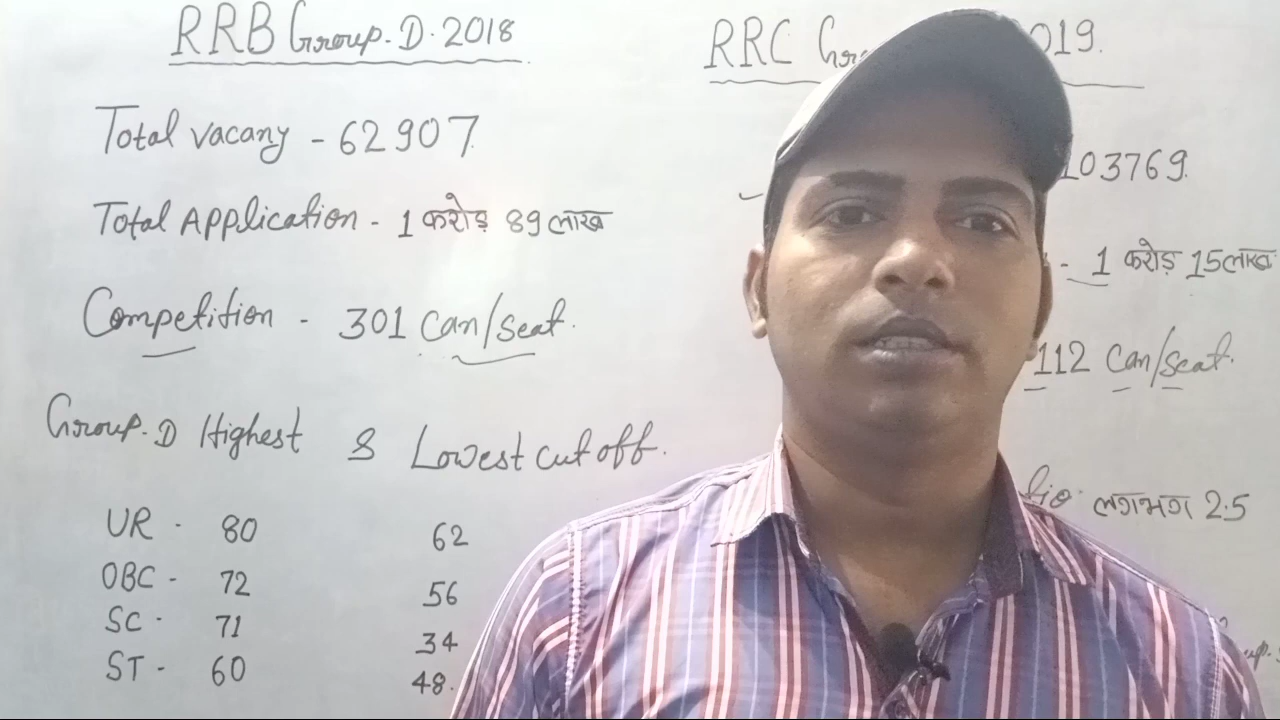 RRB Group.D.2018
Total vacany - 62907
Total Application - 1 करोड़ 89 लाख
Competition - 301 Can/seat.
Group.D Highest & Lowest cut off.
UR - 80 62
OBC - 72 56
SC - 71 34
ST - 60 48.
RRC 019.
103769.
- 1 करोड़ 15 लाख
112 Can/seat.
लगभग 2.5